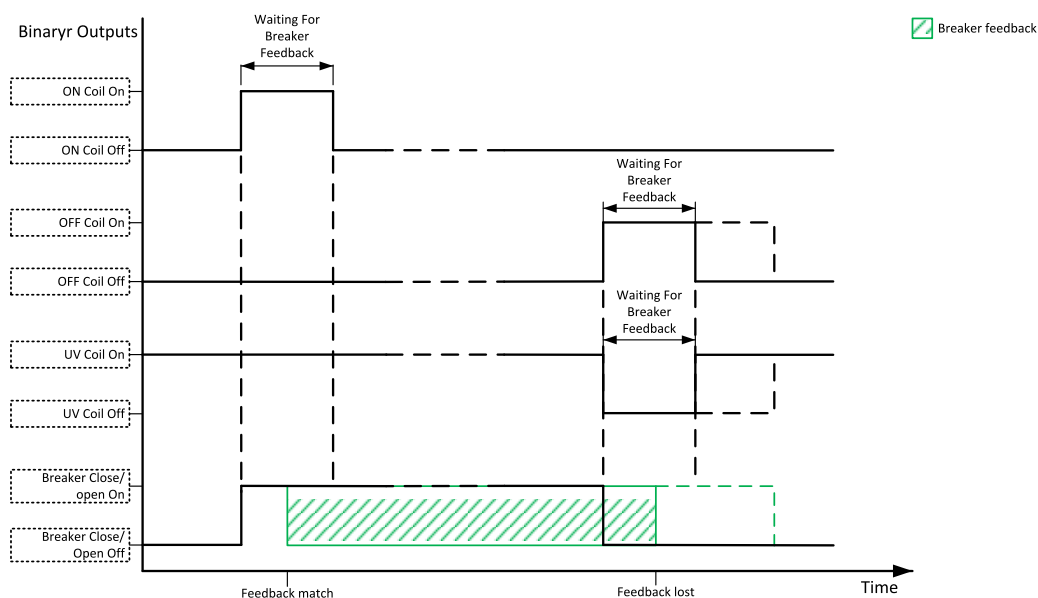 Waiting For
Breaker
Feedback
Binaryr Outputs
Breaker feedback
ON Coil On
ON Coil Off
Waiting For
Breaker
Feedback
OFF Coil On
OFF Coil Off
Waiting For
Breaker
Feedback
UV Coil On
UV Coil Off
Breaker Close/
open On
Breaker Close/
Open Off
Time
Feedback match
Feedback lost